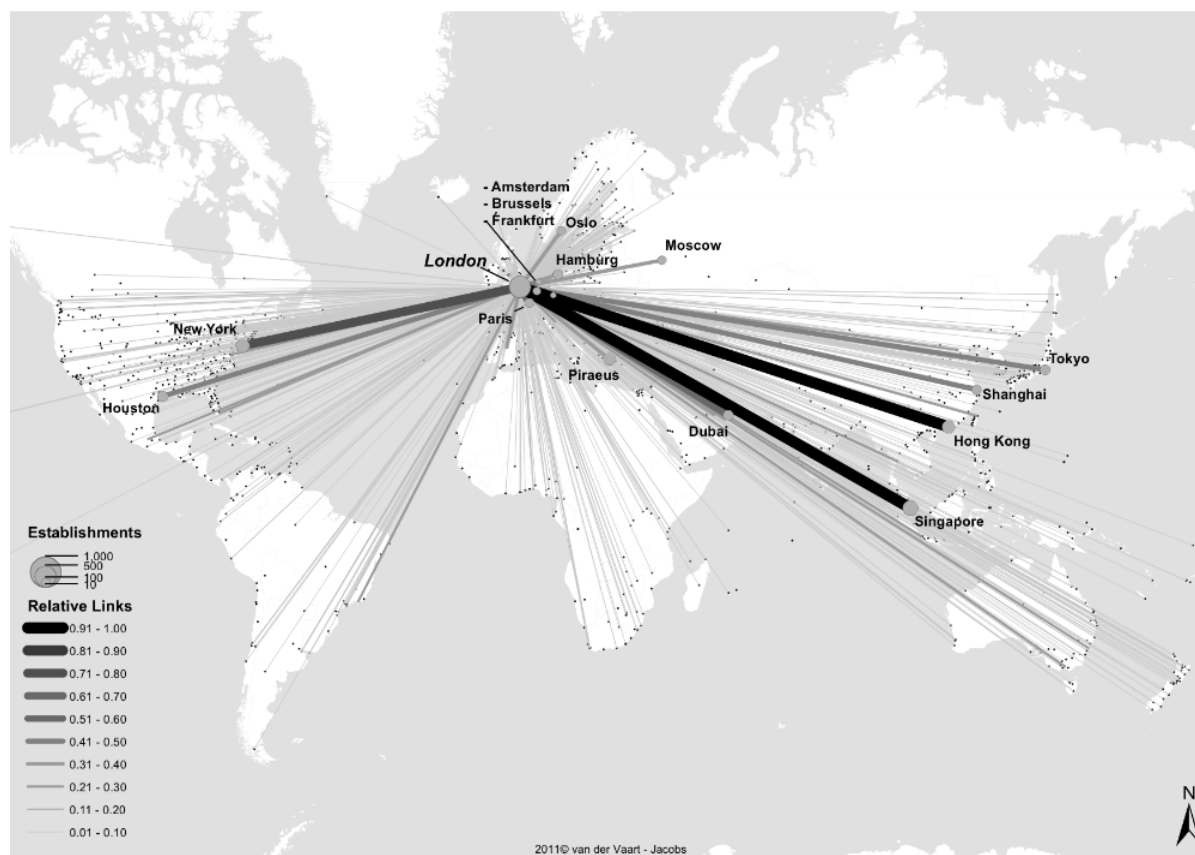 - Amsterdam
- Brussels
- Frankfurt
Oslo
Moscow
London
Hamburg
Paris
New York
Piraeus
Tokyo
Houston
Shanghai
Dubai
Hong Kong
Singapore
Establishments
1,000
500
100
10
Relative Links
0.91 - 1.00
0.81 - 0.90
0.71 - 0.80
0.61 - 0.70
0.51 - 0.60
0.41 - 0.50
0.31 - 0.40
0.21 - 0.30
0.11 - 0.20
0.01 - 0.10
N
2011© van der Vaart - Jacobs